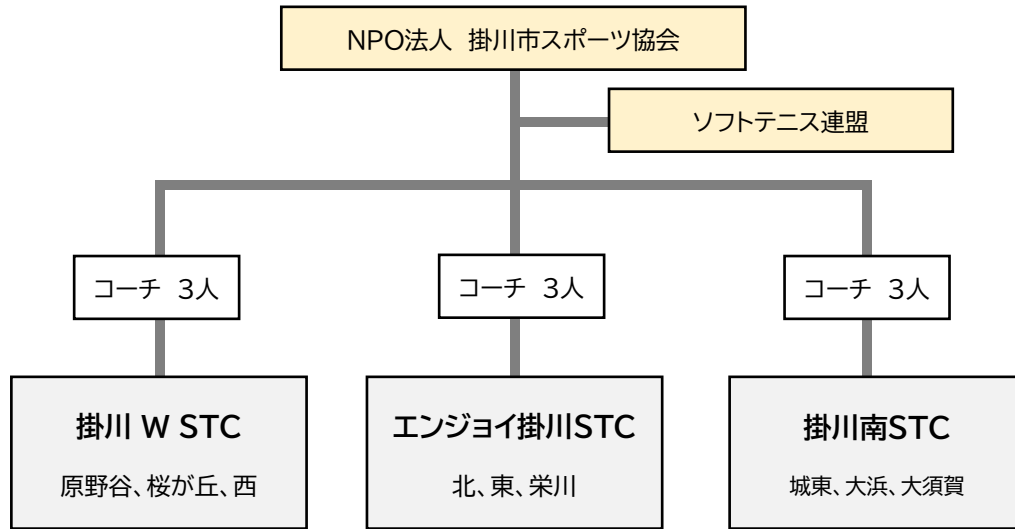 NPO法人 掛川市スポーツ協会
ソフトテニス連盟
コーチ 3人
コーチ 3人
コーチ 3人
掛川 W STC
原野谷、桜が丘、西
エンジョイ掛川STC
北、東、栄川
掛川南STC
城東、大浜、大須賀